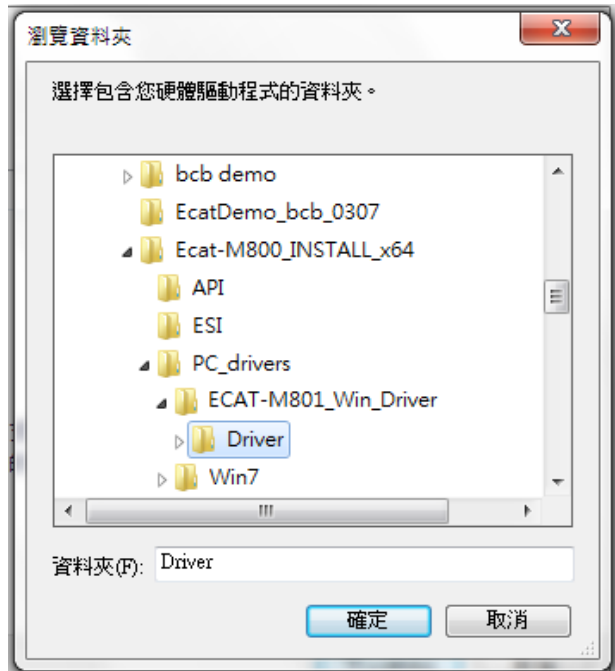 瀏覽資料夾
選擇包含您硬體驅動程式的資料夾。
bcb demo
EcatDemo_bcb_0307
Ecat-M800_INSTALL_x64
API
ESI
PC_drivers
ECAT-M801_Win_Driver
Driver
Win7
資料夾(F): Driver
確定 取消